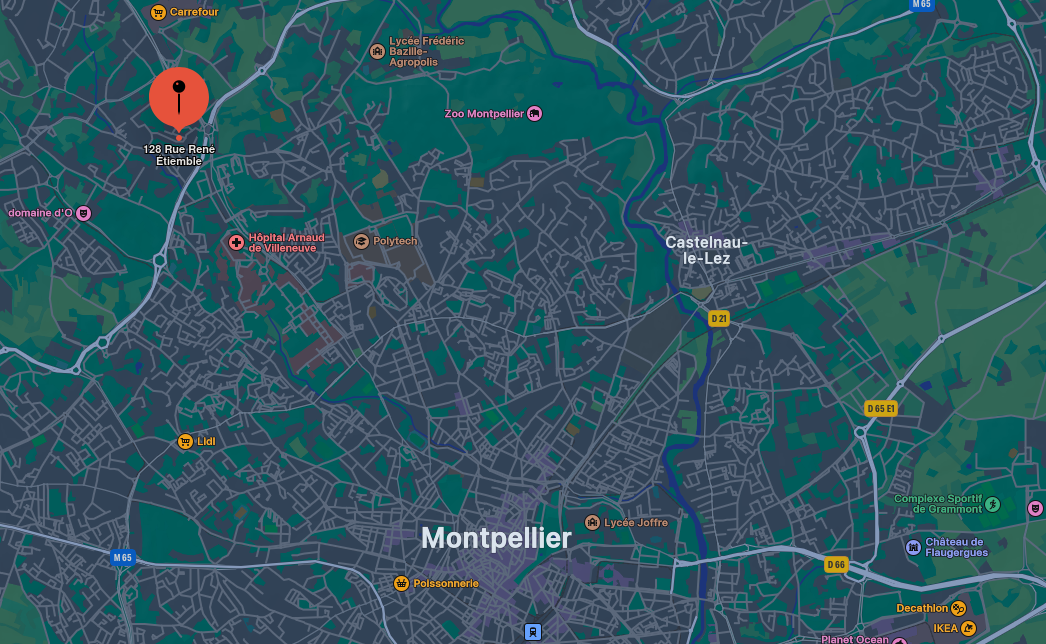 M 65
Carrefour
Lycée Frédéric
Bazille-
Agropolis
Zoo Montpellier
128 Rue René
Étiemble
domaine d'O
Hôpital Arnaud
de Villeneuve
Polytech
Castelnau-
le-Lez
D 21
D 65 E1
Lidl
Complexe Sportif
de Grammont
Lycée Joffre
Montpellier
Château de
Flaugergues
M 65
D 66
Poissonnerie
Decathlon
IKEA
Planet Ocean